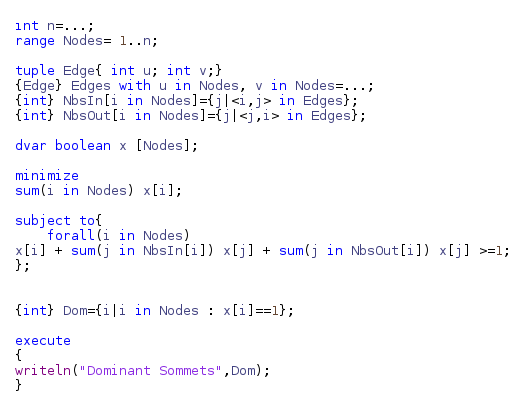 int n=...;
range Nodes= 1..n;
tuple Edge{ int u; int v;}
{Edge} Edges with u in Nodes, v in Nodes=...;
{int} NbsIn[i in Nodes]={j|<i,j> in Edges};
{int} NbsOut[i in Nodes]={j|<j,i> in Edges};
dvar boolean x [Nodes];
minimize
sum(i in Nodes) x[i];
subject to{
    forall(i in Nodes)
x[i] + sum(j in NbsIn[i]) x[j] + sum(j in NbsOut[i]) x[j] >=1;
};
{int} Dom={i|i in Nodes : x[i]==1};
execute
{
writeln("Dominant Sommets",Dom);
}